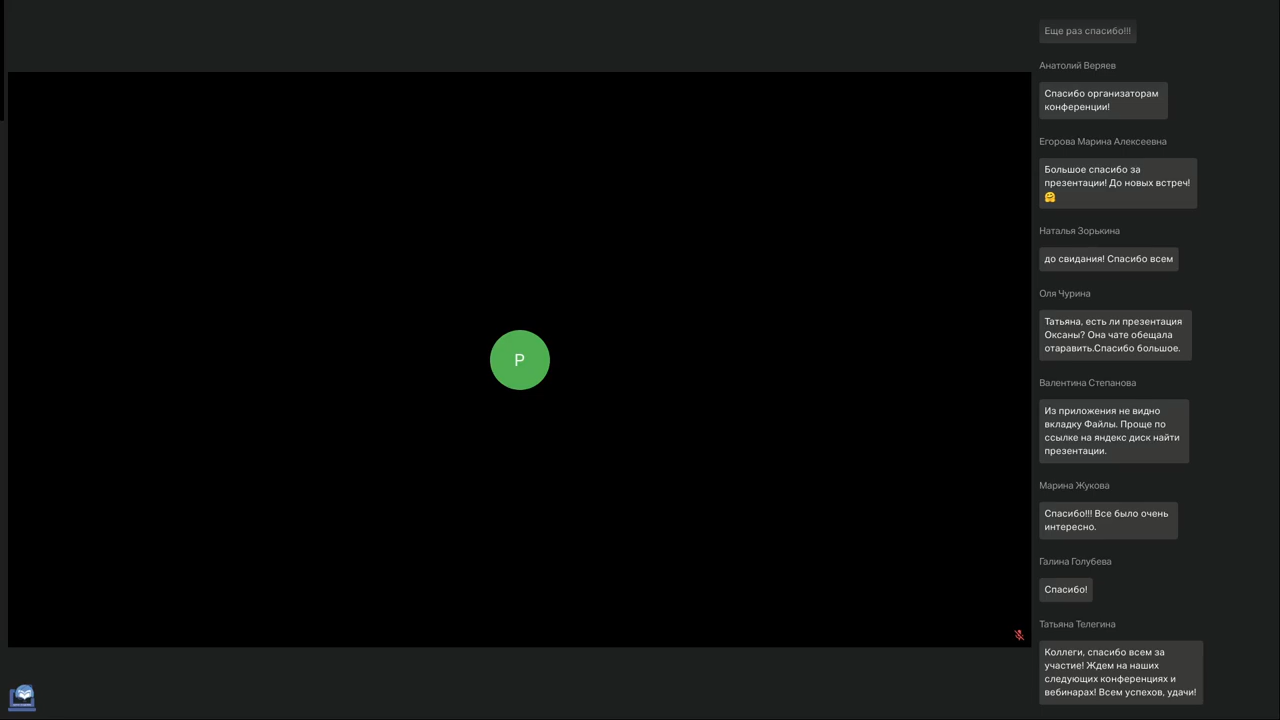 Еще раз спасибо!!!
Анатолий Веряев
Спасибо организаторам
конференции!
Егорова Марина Алексеевна
Большое спасибо за
презентации! До новых встреч!
🤗
Наталья Зорькина
до свидания! Спасибо всем
Оля Чурина
Татьяна, есть ли презентация
Оксаны? Она чате обещала
отаравить.Спасибо большое.
Валентина Степанова
Из приложения не видно
вкладку Файлы. Проще по
ссылке на яндекс диск найти
презентации.
Марина Жукова
Спасибо!!! Все было очень
интересно.
Галина Голубева
Спасибо!
Татьяна Телегина
Коллеги, спасибо всем за
участие! Ждем на наших
следующих конференциях и
вебинарах! Всем успехов, удачи!
P